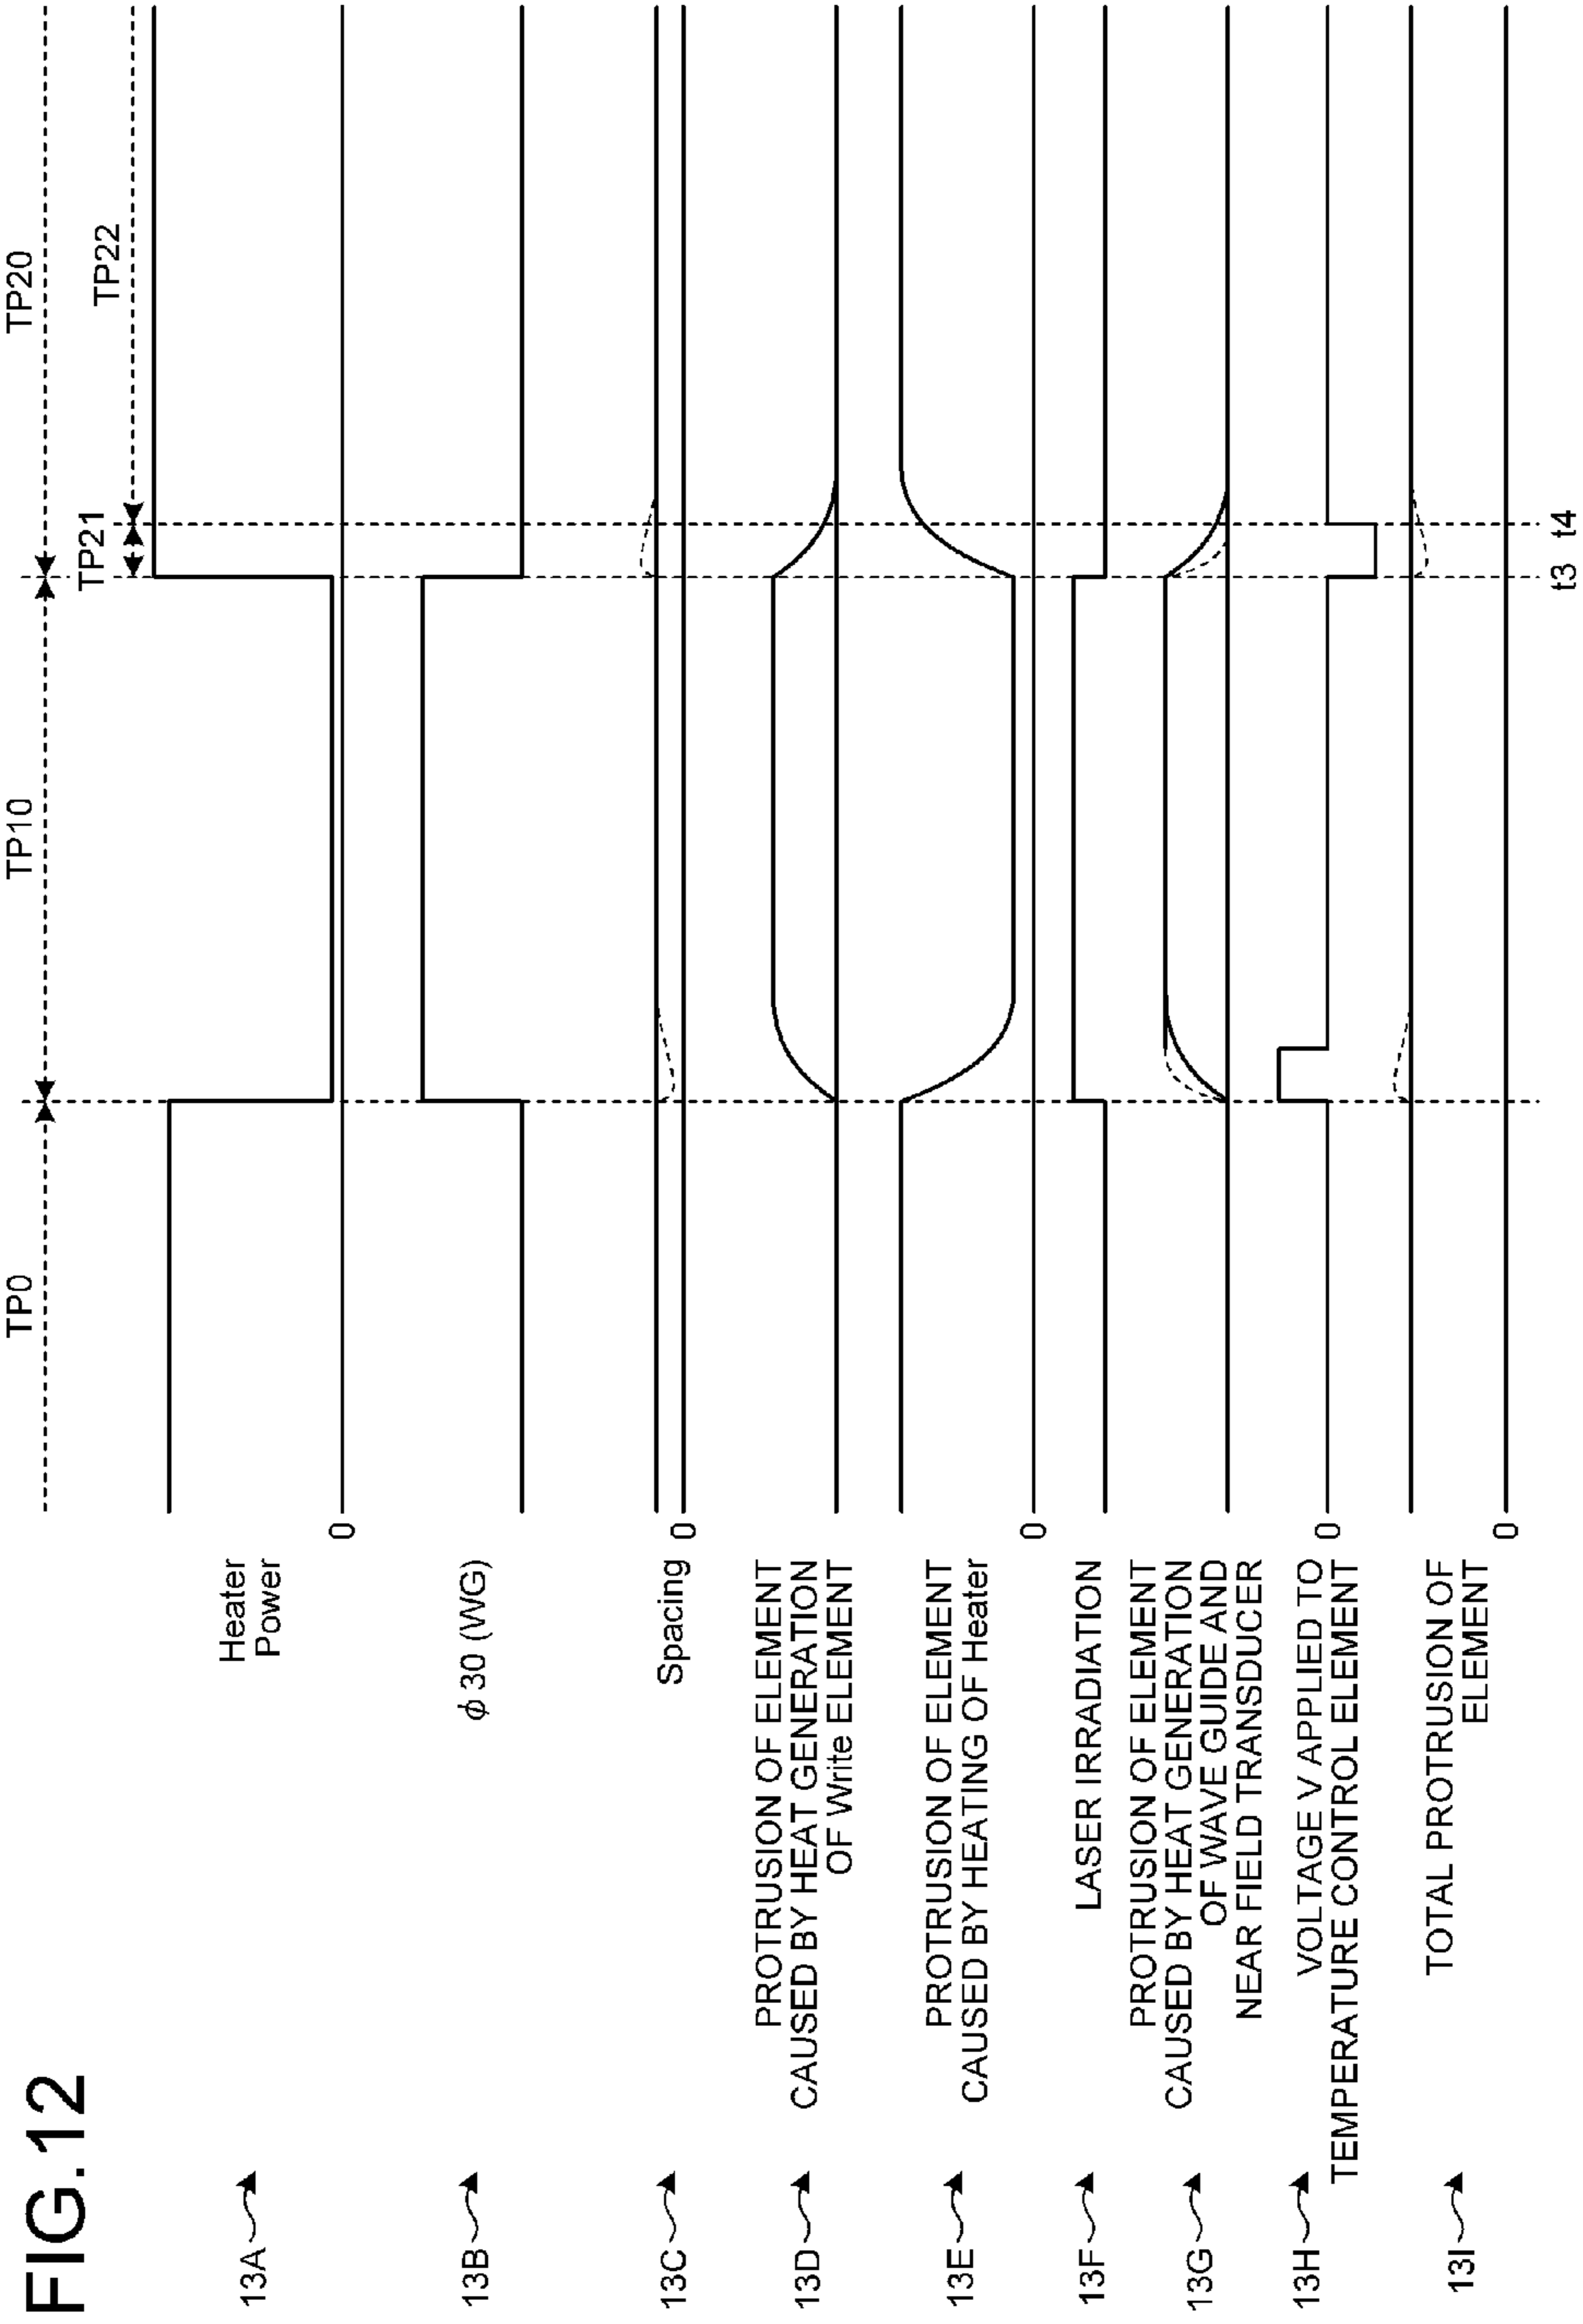 FIG.12
TP0
TP10
TP20
TP21
TP22
13A
Heater
Power
0
13B
ϕ 30 (WG)
13C
Spacing
0
13D
PROTRUSION OF ELEMENT
CAUSED BY HEAT GENERATION
OF Write ELEMENT
13E
PROTRUSION OF ELEMENT
CAUSED BY HEATING OF Heater
0
13F
LASER IRRADIATION
13G
PROTRUSION OF ELEMENT
CAUSED BY HEAT GENERATION
OF WAVE GUIDE AND
NEAR FIELD TRANSDUCER
13H
VOLTAGE V APPLIED TO
TEMPERATURE CONTROL ELEMENT
0
13I
TOTAL PROTRUSION OF
ELEMENT
0
t3 t4